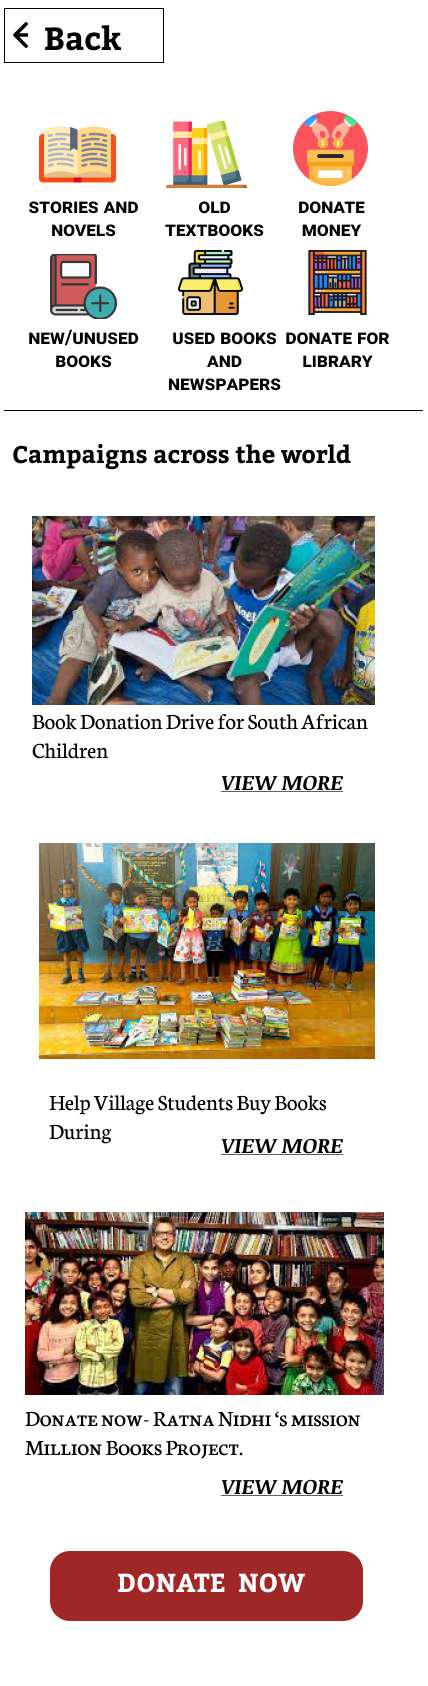 Back
STORIES AND
NOVELS
OLD
TEXTBOOKS
DONATE
MONEY
NEW/UNUSED
BOOKS
USED BOOKS
AND
NEWSPAPERS
DONATE FOR
LIBRARY
Campaigns across the world
Book Donation Drive for South African
Children
VIEW MORE
Help Village Students Buy Books
During
VIEW MORE
Donate now- Ratna Nidhi ‘s mission
Million Books Project.
VIEW MORE
DONATE NOW